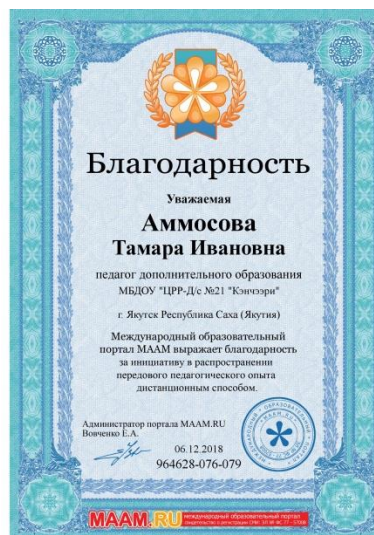 Благодарность
Уважаемая
Аммосова
Тамара Ивановна
педагог дополнительного образования
МБДОУ "ЦРР-Д/с №21 "Кэнчээри"
г. Якутск Республика Саха (Якутия)
Международный образовательный
портал МААМ выражает благодарность
за инициативу в распространении
передового педагогического опыта
дистанционным способом.
Администратор портала MAAM.RU
Вовченко Е.А.
06.12.2018
964628-076-079
MAAM.RU международный образовательный портал